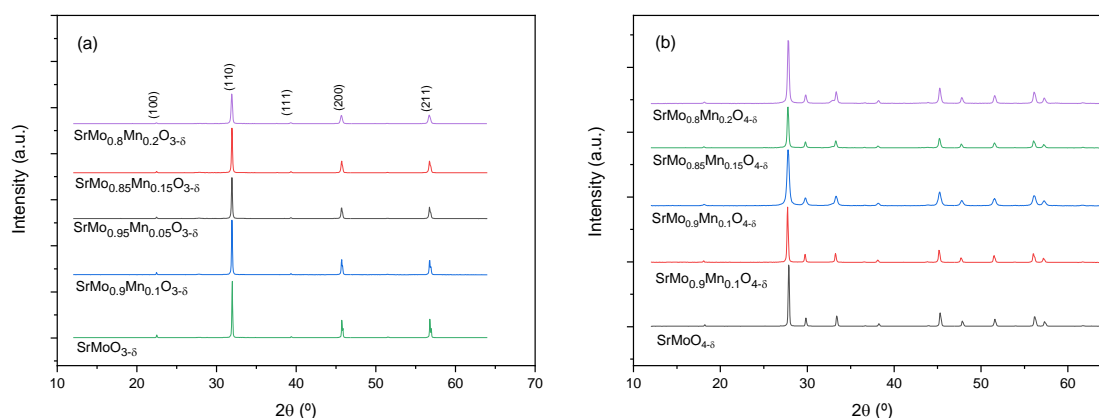 (a)
(100)
(110)
(111)
(200)
(211)
SrMo0.8Mn0.2O3-δ
SrMo0.85Mn0.15O3-δ
SrMo0.95Mn0.05O3-δ
SrMo0.9Mn0.1O3-δ
SrMoO3-δ
Intensity (a.u.)
10 20 30 40 50 60 70
2θ (º)
(b)
SrMo0.8Mn0.2O4-δ
SrMo0.85Mn0.15O4-δ
SrMo0.9Mn0.1O4-δ
SrMo0.9Mn0.1O4-δ
SrMoO4-δ
Intensity (a.u.)
10 20 30 40 50 60
2θ (º)